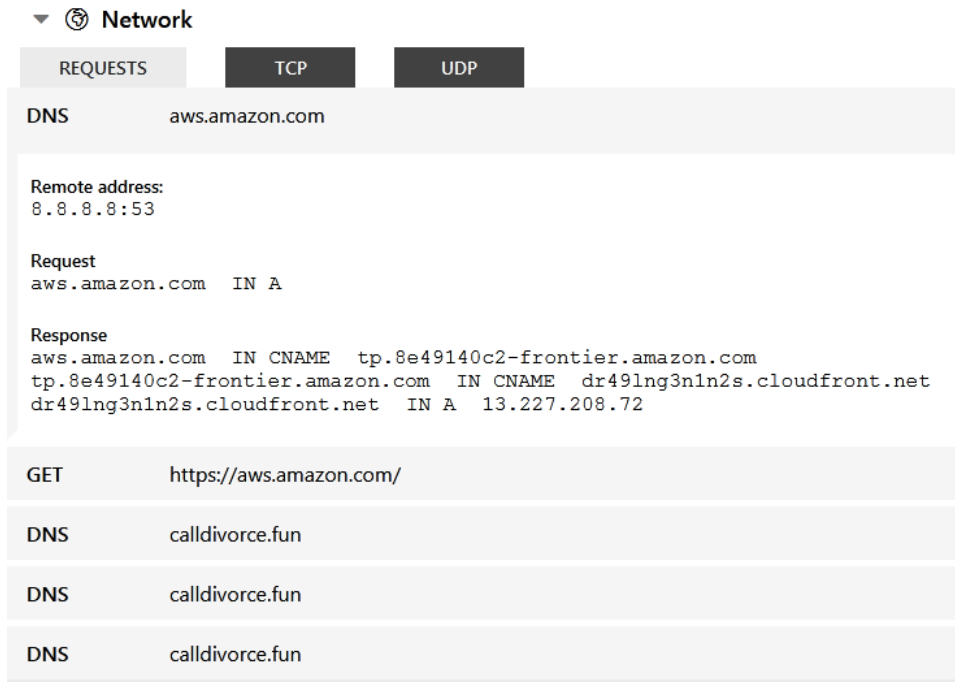 Network
REQUESTS TCP UDP
DNS aws.amazon.com
Remote address:
8.8.8.8:53
Request
aws.amazon.com IN A
Response
aws.amazon.com IN CNAME tp.8e49140c2-frontier.amazon.com
tp.8e49140c2-frontier.amazon.com IN CNAME dr49lng3n1n2s.cloudfront.net
dr49lng3n1n2s.cloudfront.net IN A 13.227.208.72
GET https://aws.amazon.com/
DNS calldivorce.fun
DNS calldivorce.fun
DNS calldivorce.fun